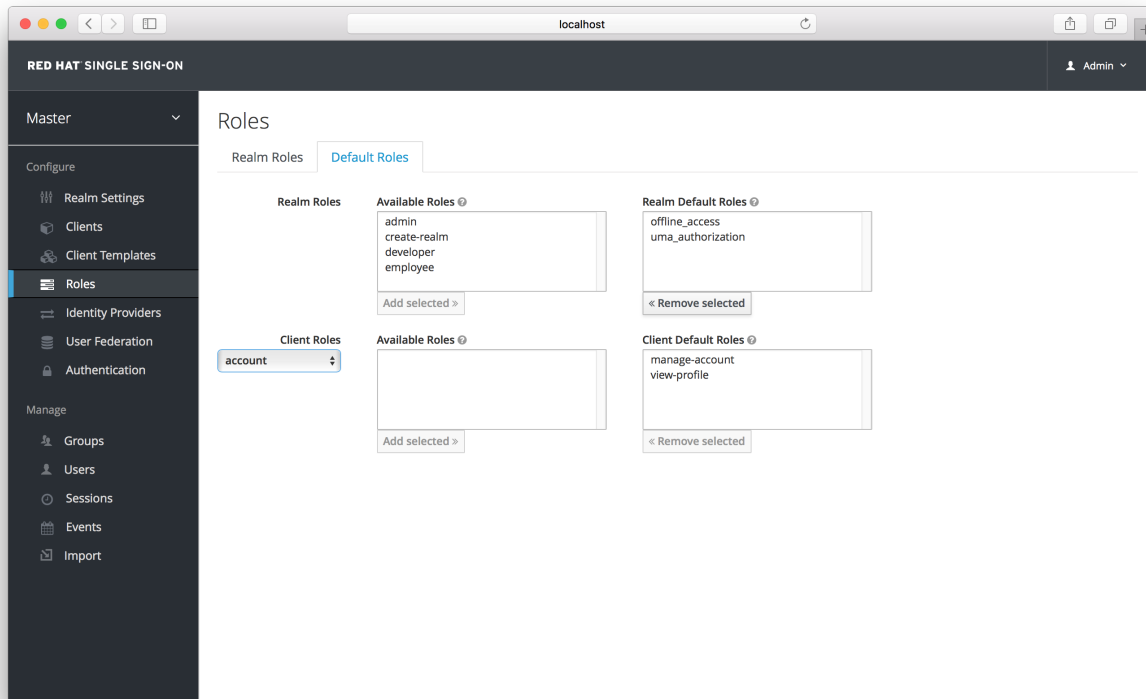 localhost
RED HAT SINGLE SIGN-ON
Admin
Master
Configure
Realm Settings
Clients
Client Templates
Roles
Identity Providers
User Federation
Authentication
Manage
Groups
Users
Sessions
Events
Import
Roles
Realm Roles
Default Roles
Realm Roles
Available Roles
admin
create-realm
developer
employee
Add selected »
Realm Default Roles
offline_access
uma_authorization
« Remove selected
Client Roles
account
Available Roles
Add selected »
Client Default Roles
manage-account
view-profile
« Remove selected